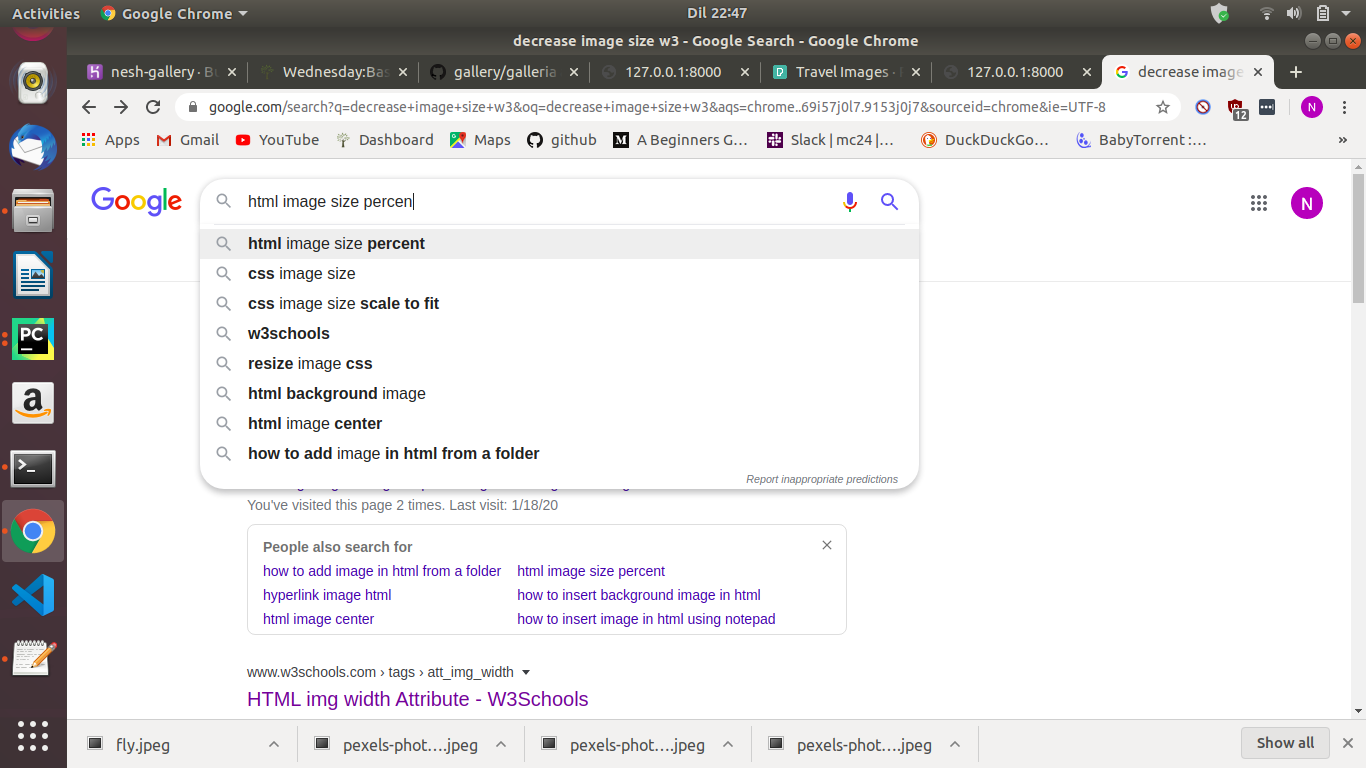 Activities
Google Chrome
Dil 22:47
decrease image size w3 - Google Search - Google Chrome
nesh-gallery · Bu
Wednesday:Bas
gallery/galleria
127.0.0.1:8000
Travel Images ·
127.0.0.1:8000
decrease image
google.com/search?q=decrease+image+size+w3&oq=decrease+image+size+w3&aqs=chrome..69i57j0l7.9153j0j7&sourceid=chrome&ie=UTF-8
12
N
Apps
Gmail
YouTube
Dashboard
Maps
github
A Beginners G…
Slack | mc24 |…
DuckDuckGo…
BabyTorrent :…
»
Google
html image size percen
N
html image size percent
css image size
css image size scale to fit
w3schools
resize image css
html background image
html image center
how to add image in html from a folder
Report inappropriate predictions
You've visited this page 2 times. Last visit: 1/18/20
People also search for
how to add image in html from a folder
html image size percent
hyperlink image html
how to insert background image in html
html image center
how to insert image in html using notepad
www.w3schools.com › tags › att_img_width
HTML img width Attribute - W3Schools
PC
fly.jpeg
pexels-phot….jpeg
pexels-phot….jpeg
pexels-phot….jpeg
Show all